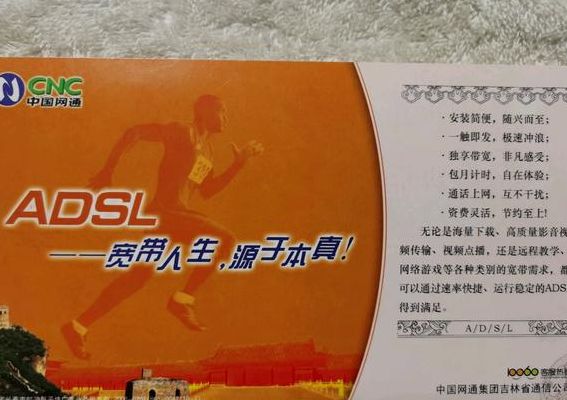 CNC
中国网通
ADSL
——宽带人生,源于本真!
·安装简便，随兴而至；
·一触即发，极速冲浪；
·独享带宽，非凡感受；
·包月计时，自在体验；
·通话上网，互不干扰；
·资费灵活，节约至上！
无论是海量下载、高质量影音视
频传输、视频点播，还是远程教学、
网络游戏等各种类别的宽带需求，都
可以通过速率快捷、运行稳定的ADS
得到满足。
A/D/S/L
10060 客服热
中国网通集团吉林省通信公